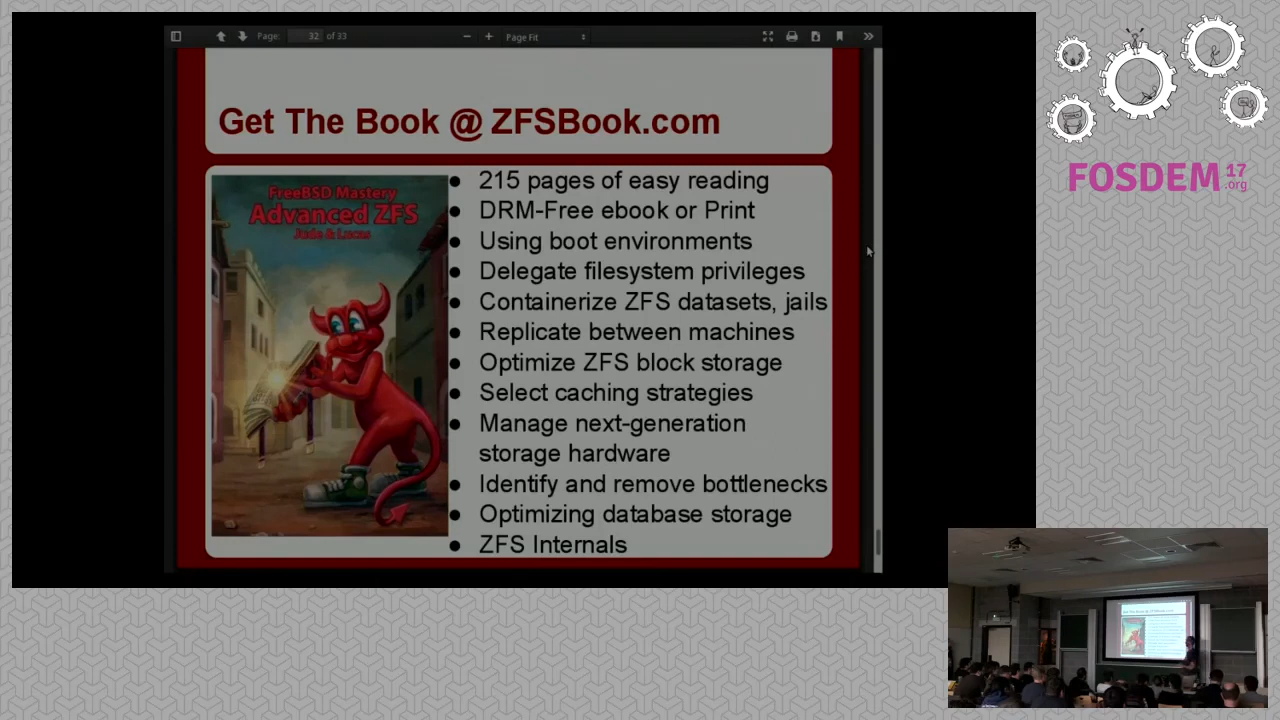 Page:
32
of 33
Page Fit
Get The Book @ ZFSBook.com
FreeBSD Mastery
Advanced ZFS
Jude & Lucas
● 215 pages of easy reading
● DRM-Free ebook or Print
● Using boot environments
● Delegate filesystem privileges
● Containerize ZFS datasets, jails
● Replicate between machines
● Optimize ZFS block storage
● Select caching strategies
● Manage next-generation
storage hardware
● Identify and remove bottlenecks
● Optimizing database storage
● ZFS Internals
FOSDEM 17
.org